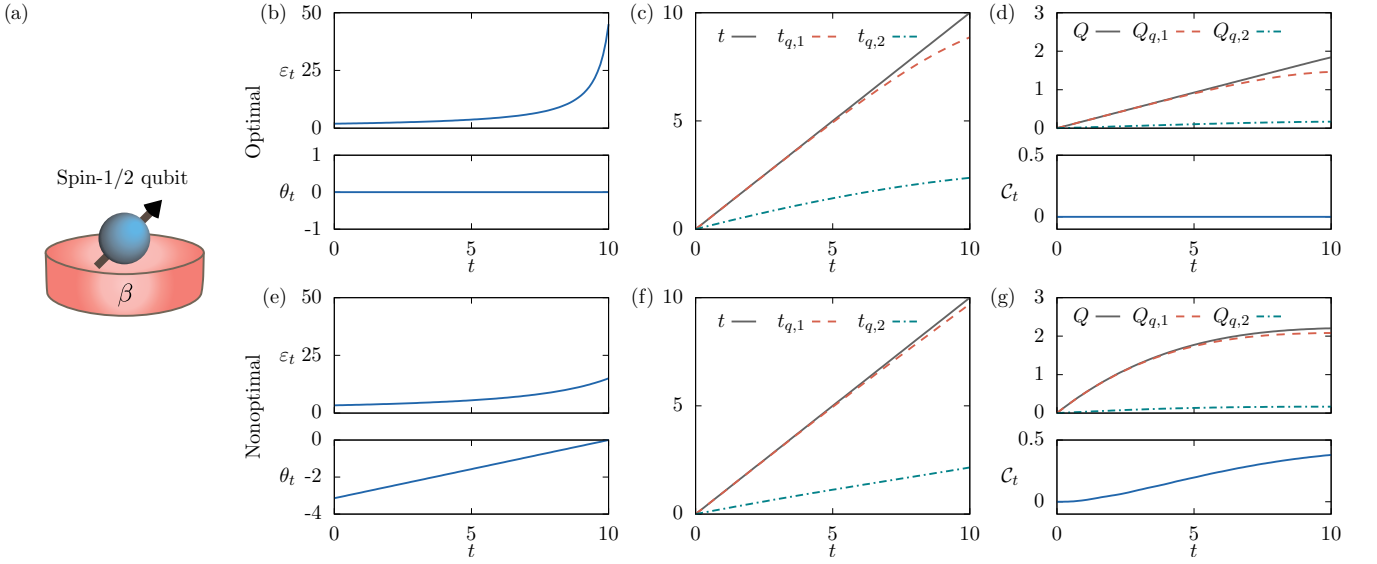 (a)
Spin-1/2 qubit
β
Optimal
(b)
50
25
0
ε_t
1
0
-1
θ_t
0 5 10
t
(c)
10
5
0
t t_{q,1} t_{q,2}
0 5 10
t
(d)
3
2
1
0
Q Q_{q,1} Q_{q,2}
0.5
0
C_t
0 5 10
t
Nonoptimal
(e)
50
25
0
ε_t
0
-2
-4
θ_t
0 5 10
t
(f)
10
5
0
t t_{q,1} t_{q,2}
0 5 10
t
(g)
3
2
1
0
Q Q_{q,1} Q_{q,2}
0.5
0
C_t
0 5 10
t